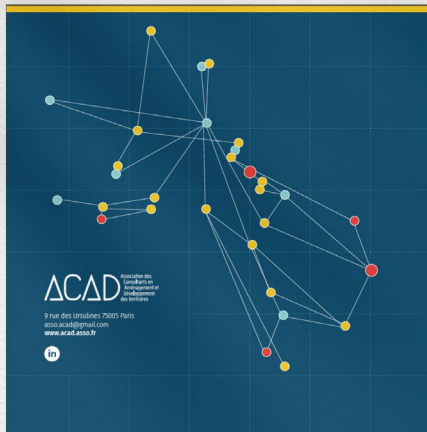 ACAD
Association des
Consultants en
Aménagement et
Développement
des territoires
9 rue des Ursulines 75005 Paris
asso.acad@gmail.com
www.acad.asso.fr
in